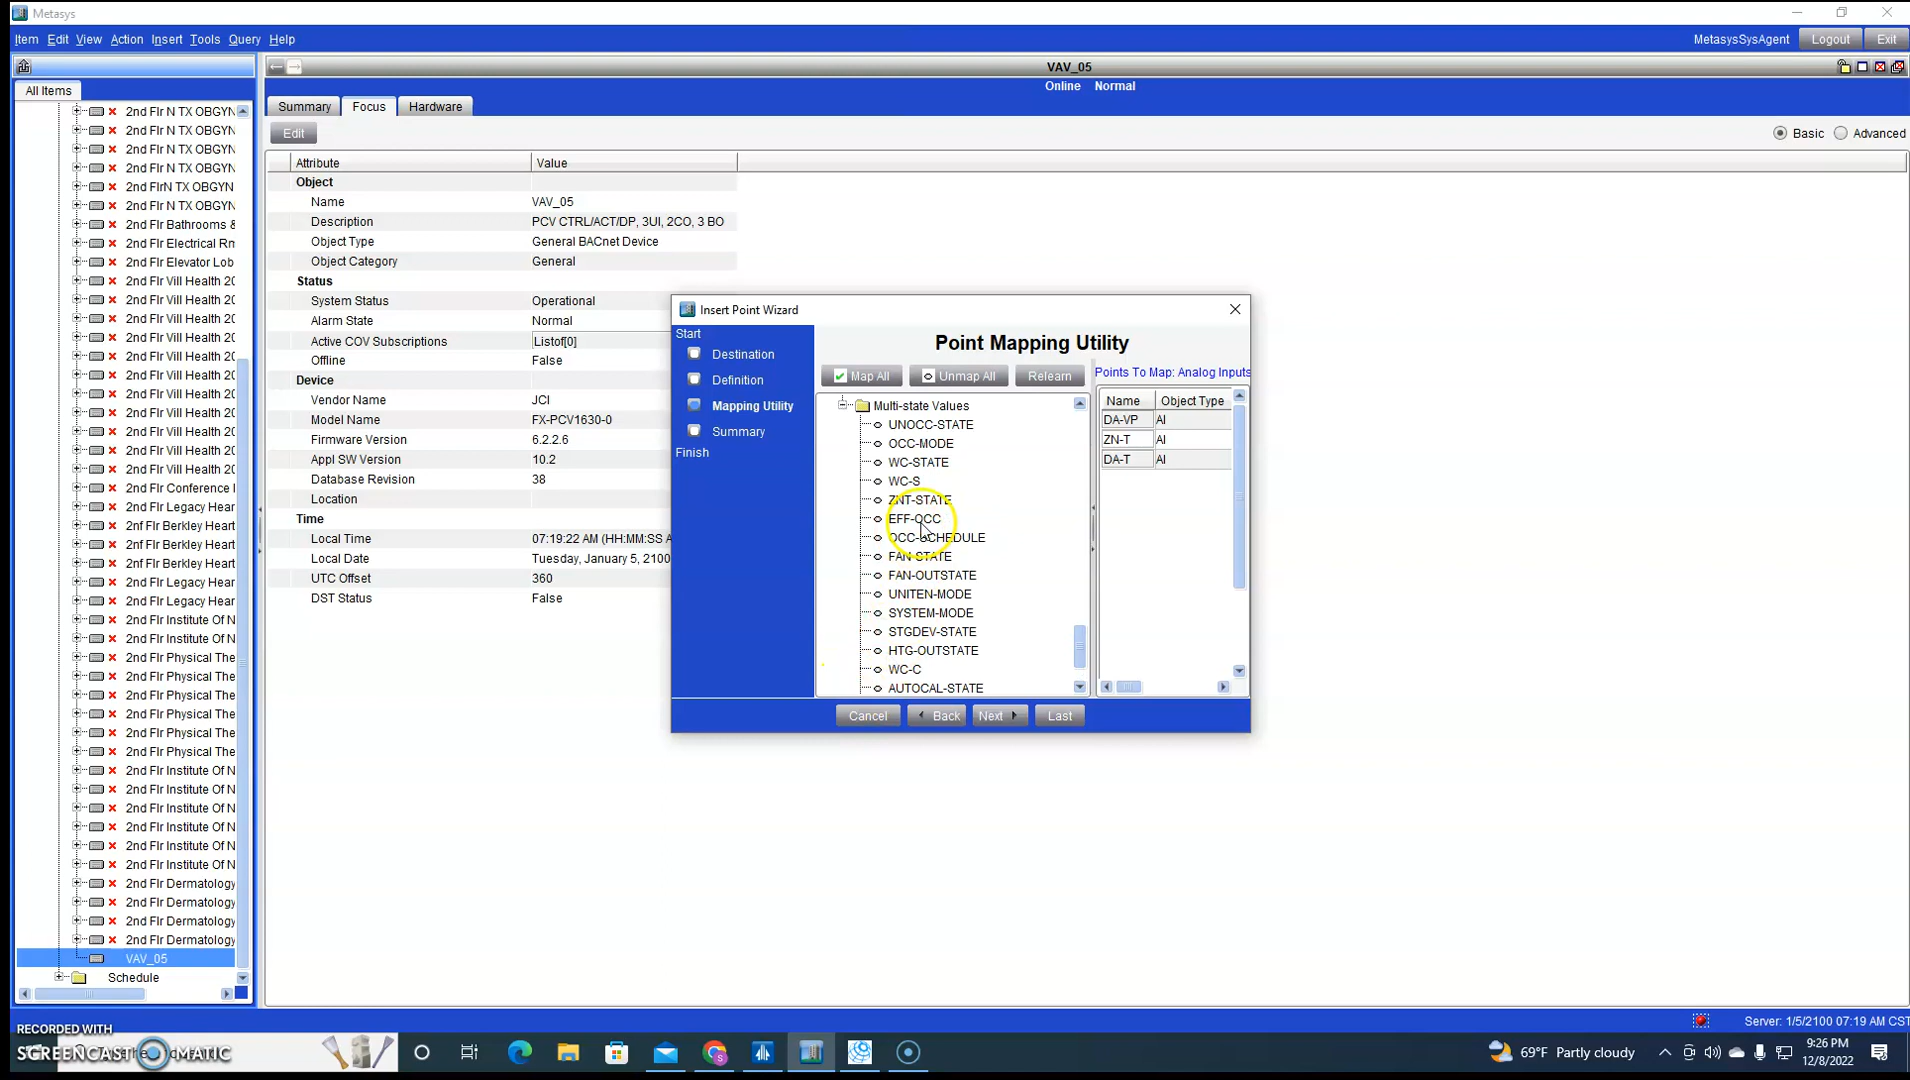 Metasys
Item Edit View Action Insert Tools Query Help
MetasysSysAgent Logout Exit
VAV_05
Online Normal
All Items
2nd Flr N TX OBGYN
2nd Flr N TX OBGYN
2nd Flr N TX OBGYN
2nd Flr N TX OBGYN
2nd FlrN TX OBGYN
2nd Flr N TX OBGYN
2nd Flr Bathrooms &
2nd Flr Electrical Rm
2nd Flr Elevator Lob
2nd Flr Vill Health 20
2nd Flr Vill Health 20
2nd Flr Vill Health 20
2nd Flr Vill Health 20
2nd Flr Vill Health 20
2nd Flr Vill Health 20
2nd Flr Vill Health 20
2nd Flr Vill Health 20
2nd Flr Vill Health 20
2nd Flr Vill Health 20
2nd Flr Vill Health 20
2nd Flr Conference I
2nd Flr Legacy Hear
2nf Flr Berkley Heart
2nf Flr Berkley Heart
2nf Flr Berkley Heart
2nd Flr Legacy Hear
2nd Flr Legacy Hear
2nd Flr Institute Of N
2nd Flr Institute Of N
2nd Flr Physical The
2nd Flr Physical The
2nd Flr Physical The
2nd Flr Physical The
2nd Flr Physical The
2nd Flr Physical The
2nd Flr Institute Of N
2nd Flr Institute Of N
2nd Flr Institute Of N
2nd Flr Institute Of N
2nd Flr Institute Of N
2nd Flr Institute Of N
2nd Flr Dermatology
2nd Flr Dermatology
2nd Flr Dermatology
2nd Flr Dermatology
VAV_05
Schedule
Summary Focus Hardware
Edit
Basic Advanced
Attribute Value
Object
Name VAV_05
Description PCV CTRL/ACT/DP, 3UI, 2CO, 3 BO
Object Type General BACnet Device
Object Category General
Status
System Status Operational
Alarm State Normal
Active COV Subscriptions Listof[0]
Offline False
Device
Vendor Name JCI
Model Name FX-PCV1630-0
Firmware Version 6.2.2.6
Appl SW Version 10.2
Database Revision 38
Location
Time
Local Time 07:19:22 AM (HH:MM:SS A
Local Date Tuesday, January 5, 2100
UTC Offset 360
DST Status False
Insert Point Wizard
Start
Destination
Definition
Mapping Utility
Summary
Finish
Point Mapping Utility
Map All Unmap All Relearn
Multi-state Values
UNOCC-STATE
OCC-MODE
WC-STATE
WC-S
ZNT-STATE
EFF-OCC
OCC-SCHEDULE
FAN-STATE
FAN-OUTSTATE
UNITEN-MODE
SYSTEM-MODE
STGDEV-STATE
HTG-OUTSTATE
WC-C
AUTOCAL-STATE
Points To Map: Analog Inputs
Name Object Type
DA-VP AI
ZN-T AI
DA-T AI
Cancel Back Next Last
Server: 1/5/2100 07:19 AM CST
RECORDED WITH
SCREENCAST MATIC
69°F Partly cloudy
9:26 PM
12/8/2022